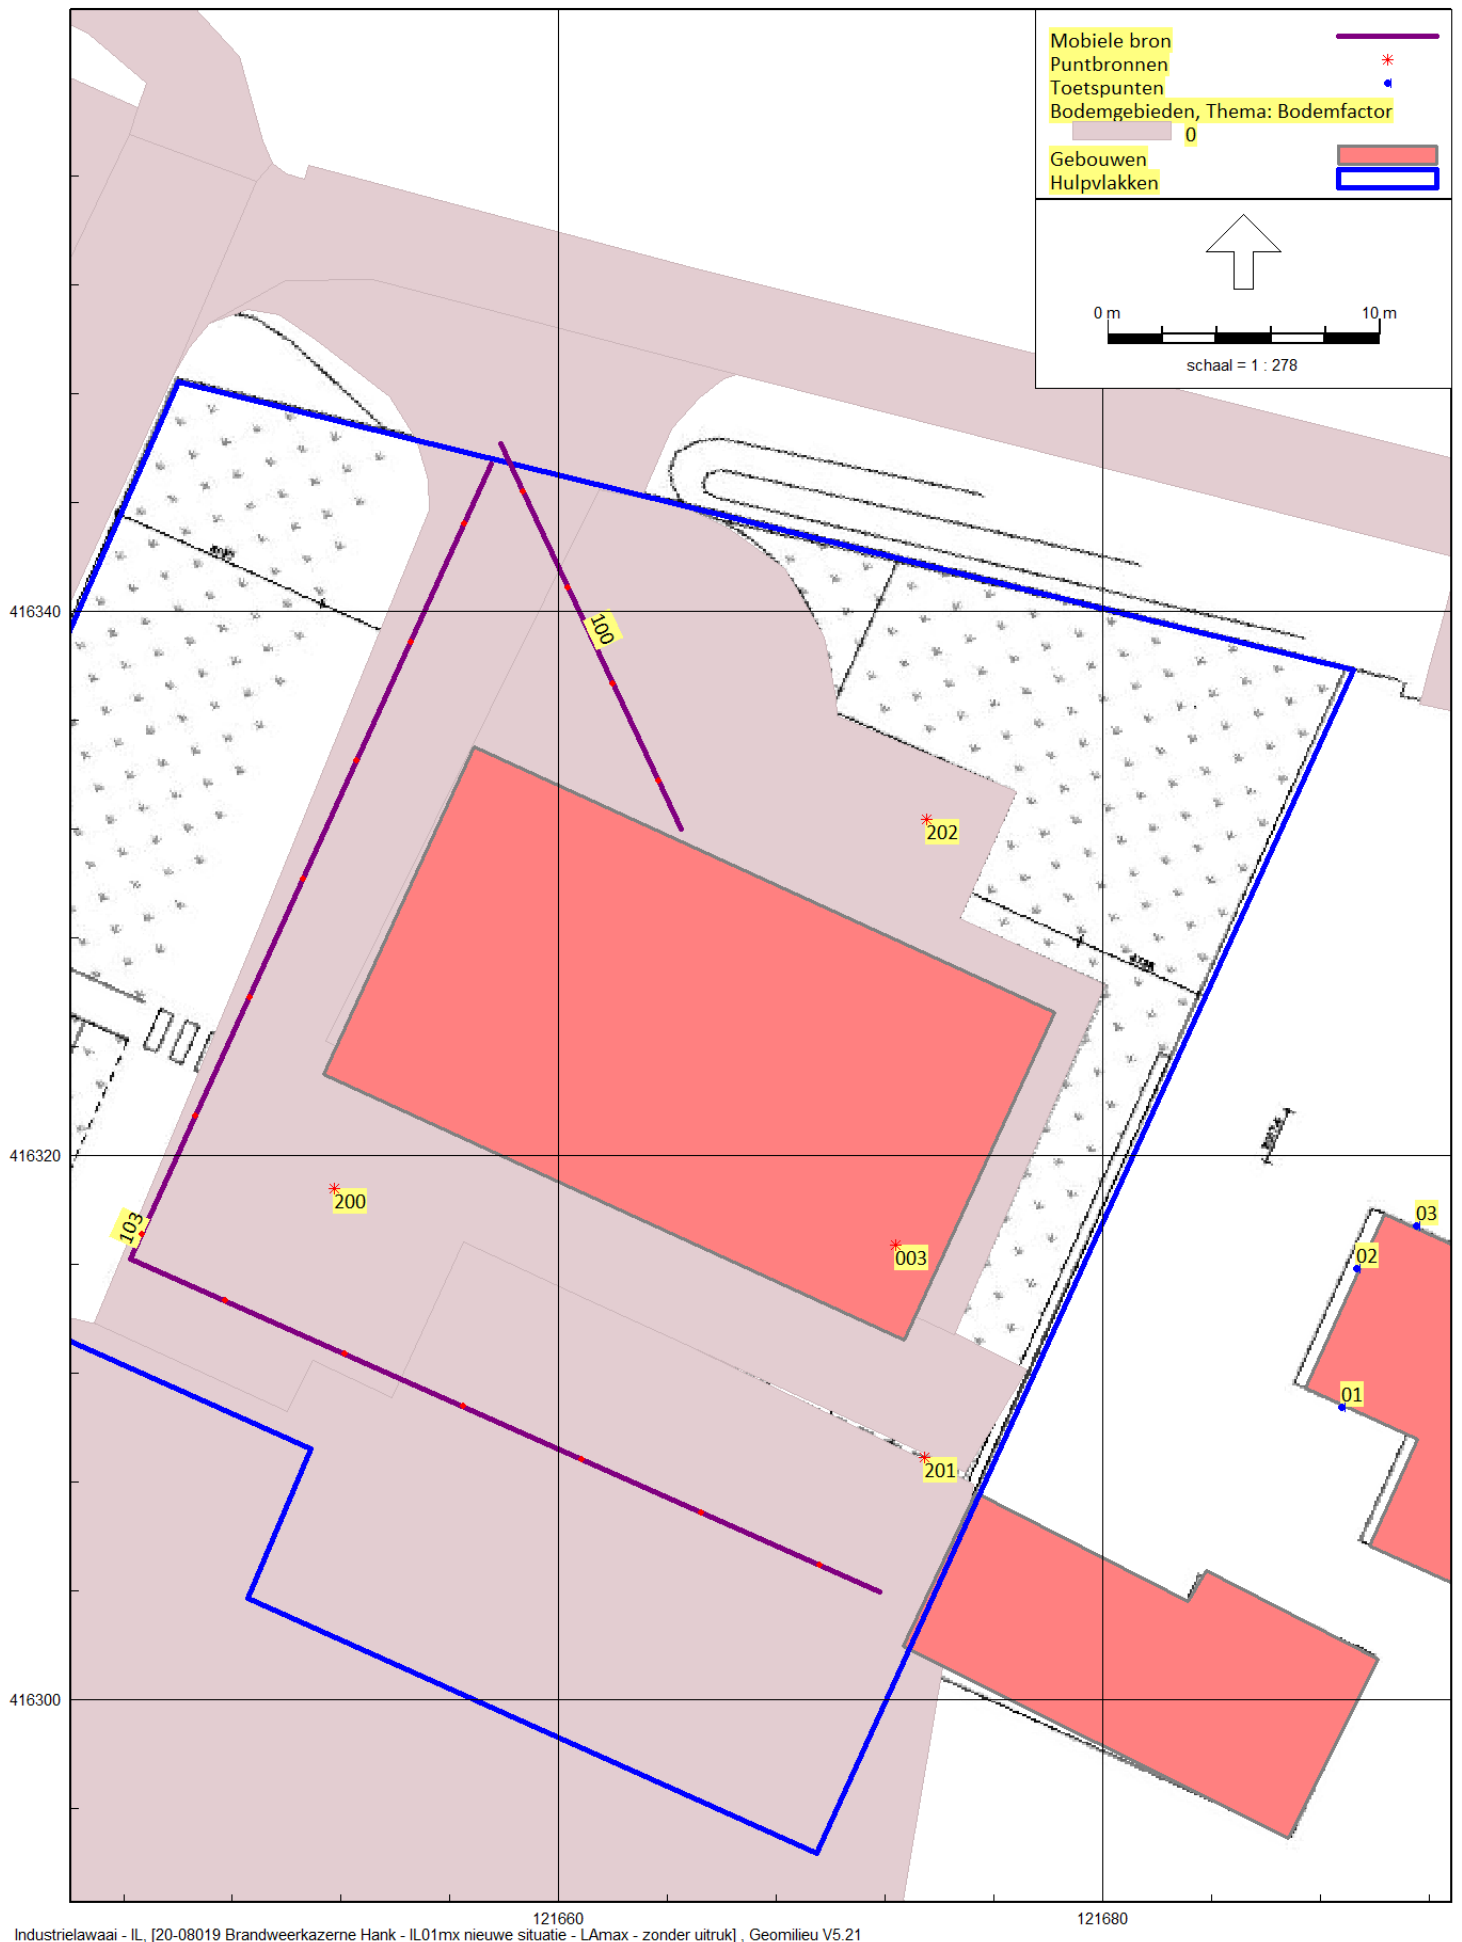 Mobiele bron
Puntbronnen
Toetspunten
Bodemgebieden, Thema: Bodemfactor
0
Gebouwen
Hulpvlakken
0 m
10 m
schaal = 1 : 278
416340
100
202
416320
103
200
003
03
02
01
201
416300
121660
121680
Industrielawaai - IL, [20-08019 Brandweerkazerne Hank - IL01mx nieuwe situatie - LAmax - zonder uitruk] , Geomilieu V5.21